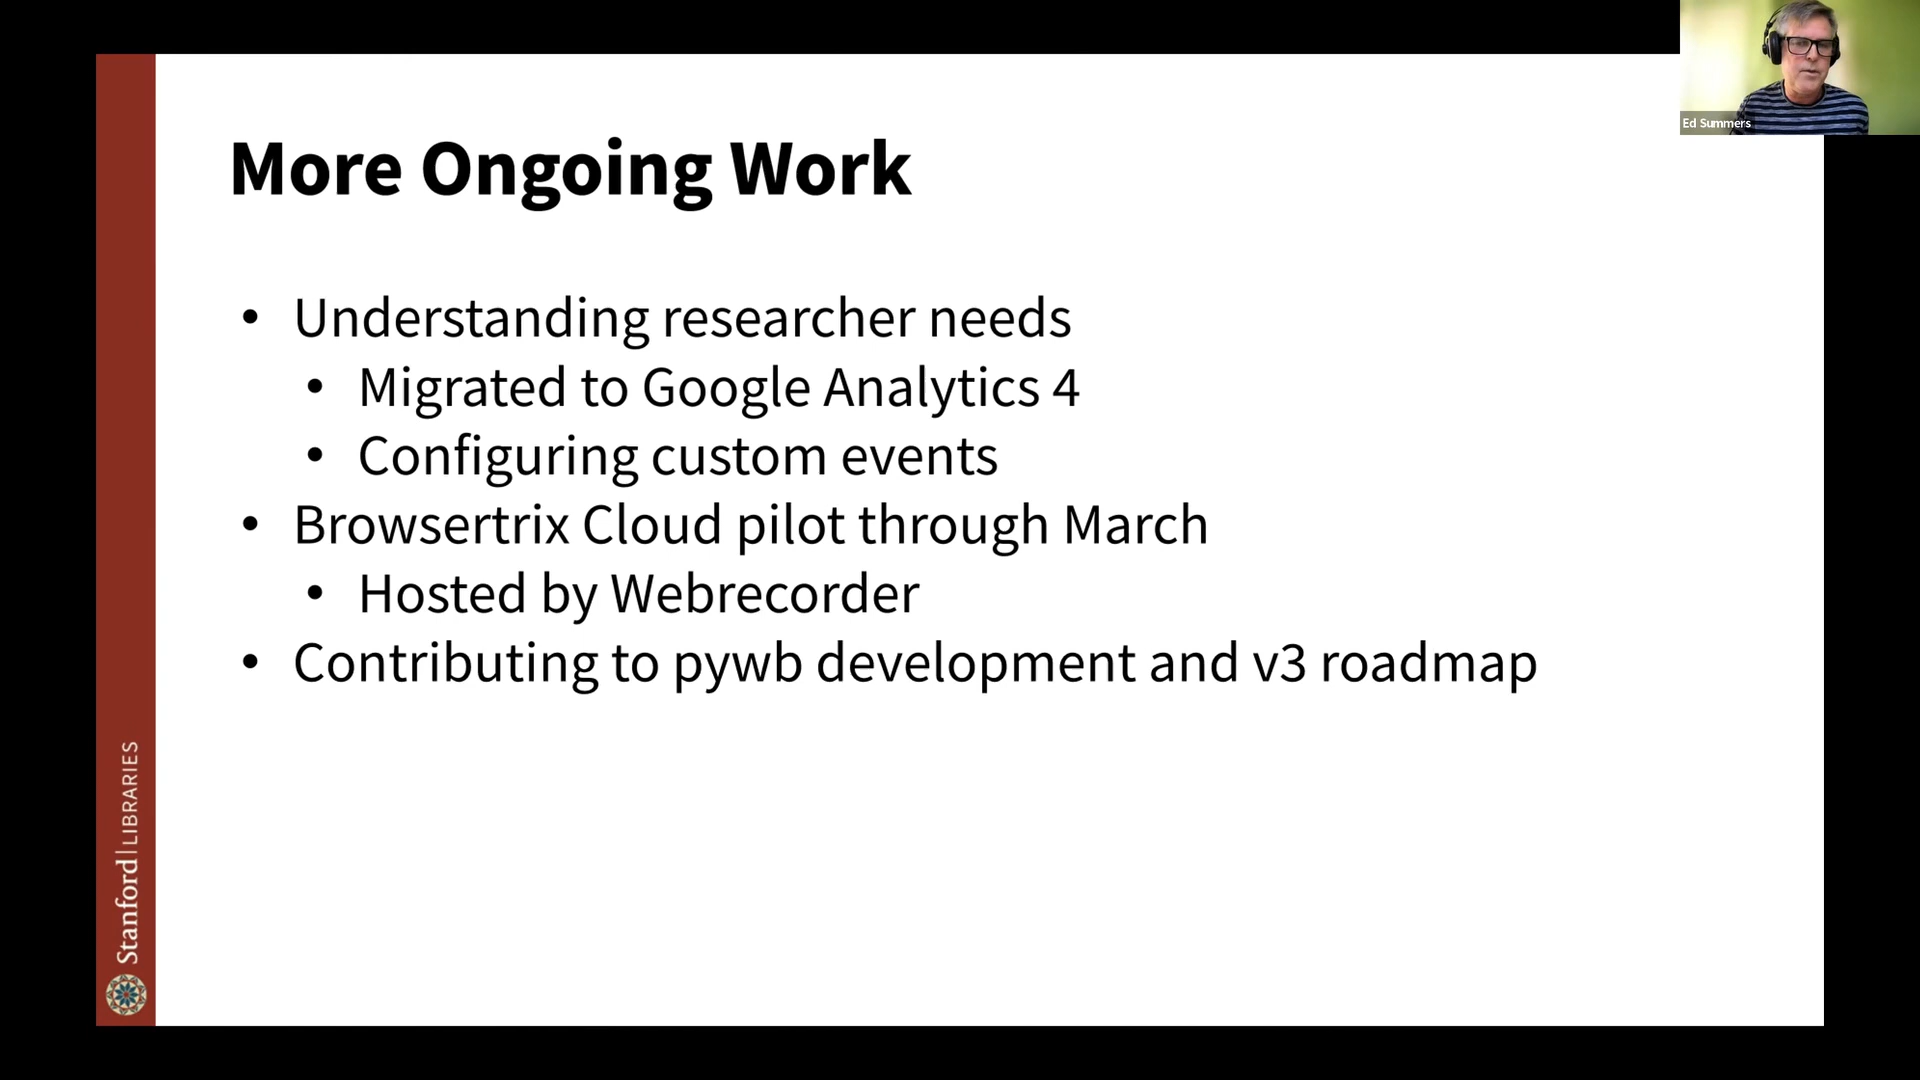 Ed Summers
More Ongoing Work
• Understanding researcher needs
• Migrated to Google Analytics 4
• Configuring custom events
• Browsertrix Cloud pilot through March
• Hosted by Webrecorder
• Contributing to pywb development and v3 roadmap
Stanford | LIBRARIES